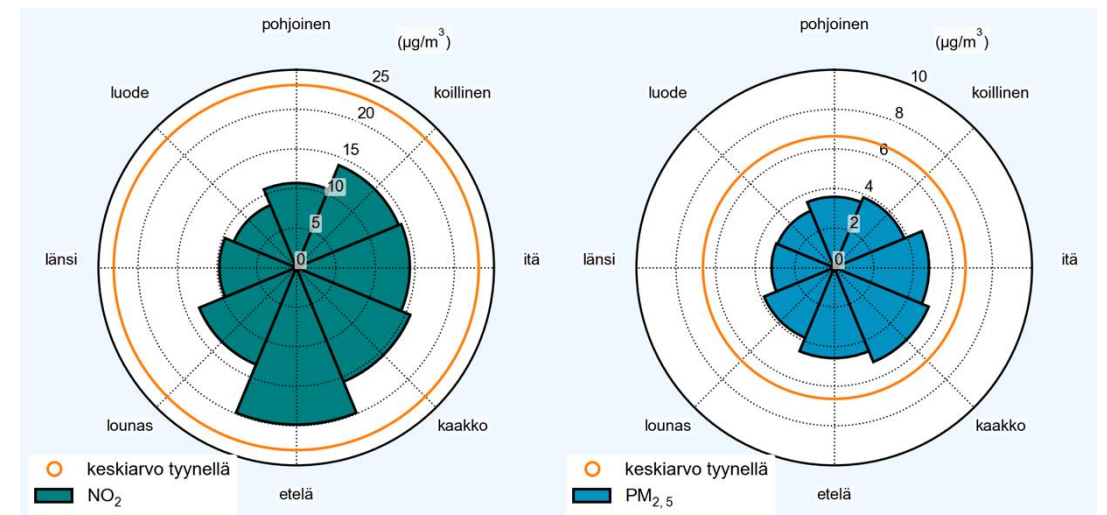 pohjoinen
(µg/m³)
luode
koillinen
25
20
15
10
5
0
länsi
itä
lounas
kaakko
etelä
keskiarvo tyynellä
NO₂
pohjoinen
(µg/m³)
luode
koillinen
10
8
6
4
2
0
länsi
itä
lounas
kaakko
etelä
keskiarvo tyynellä
PM₂,₅